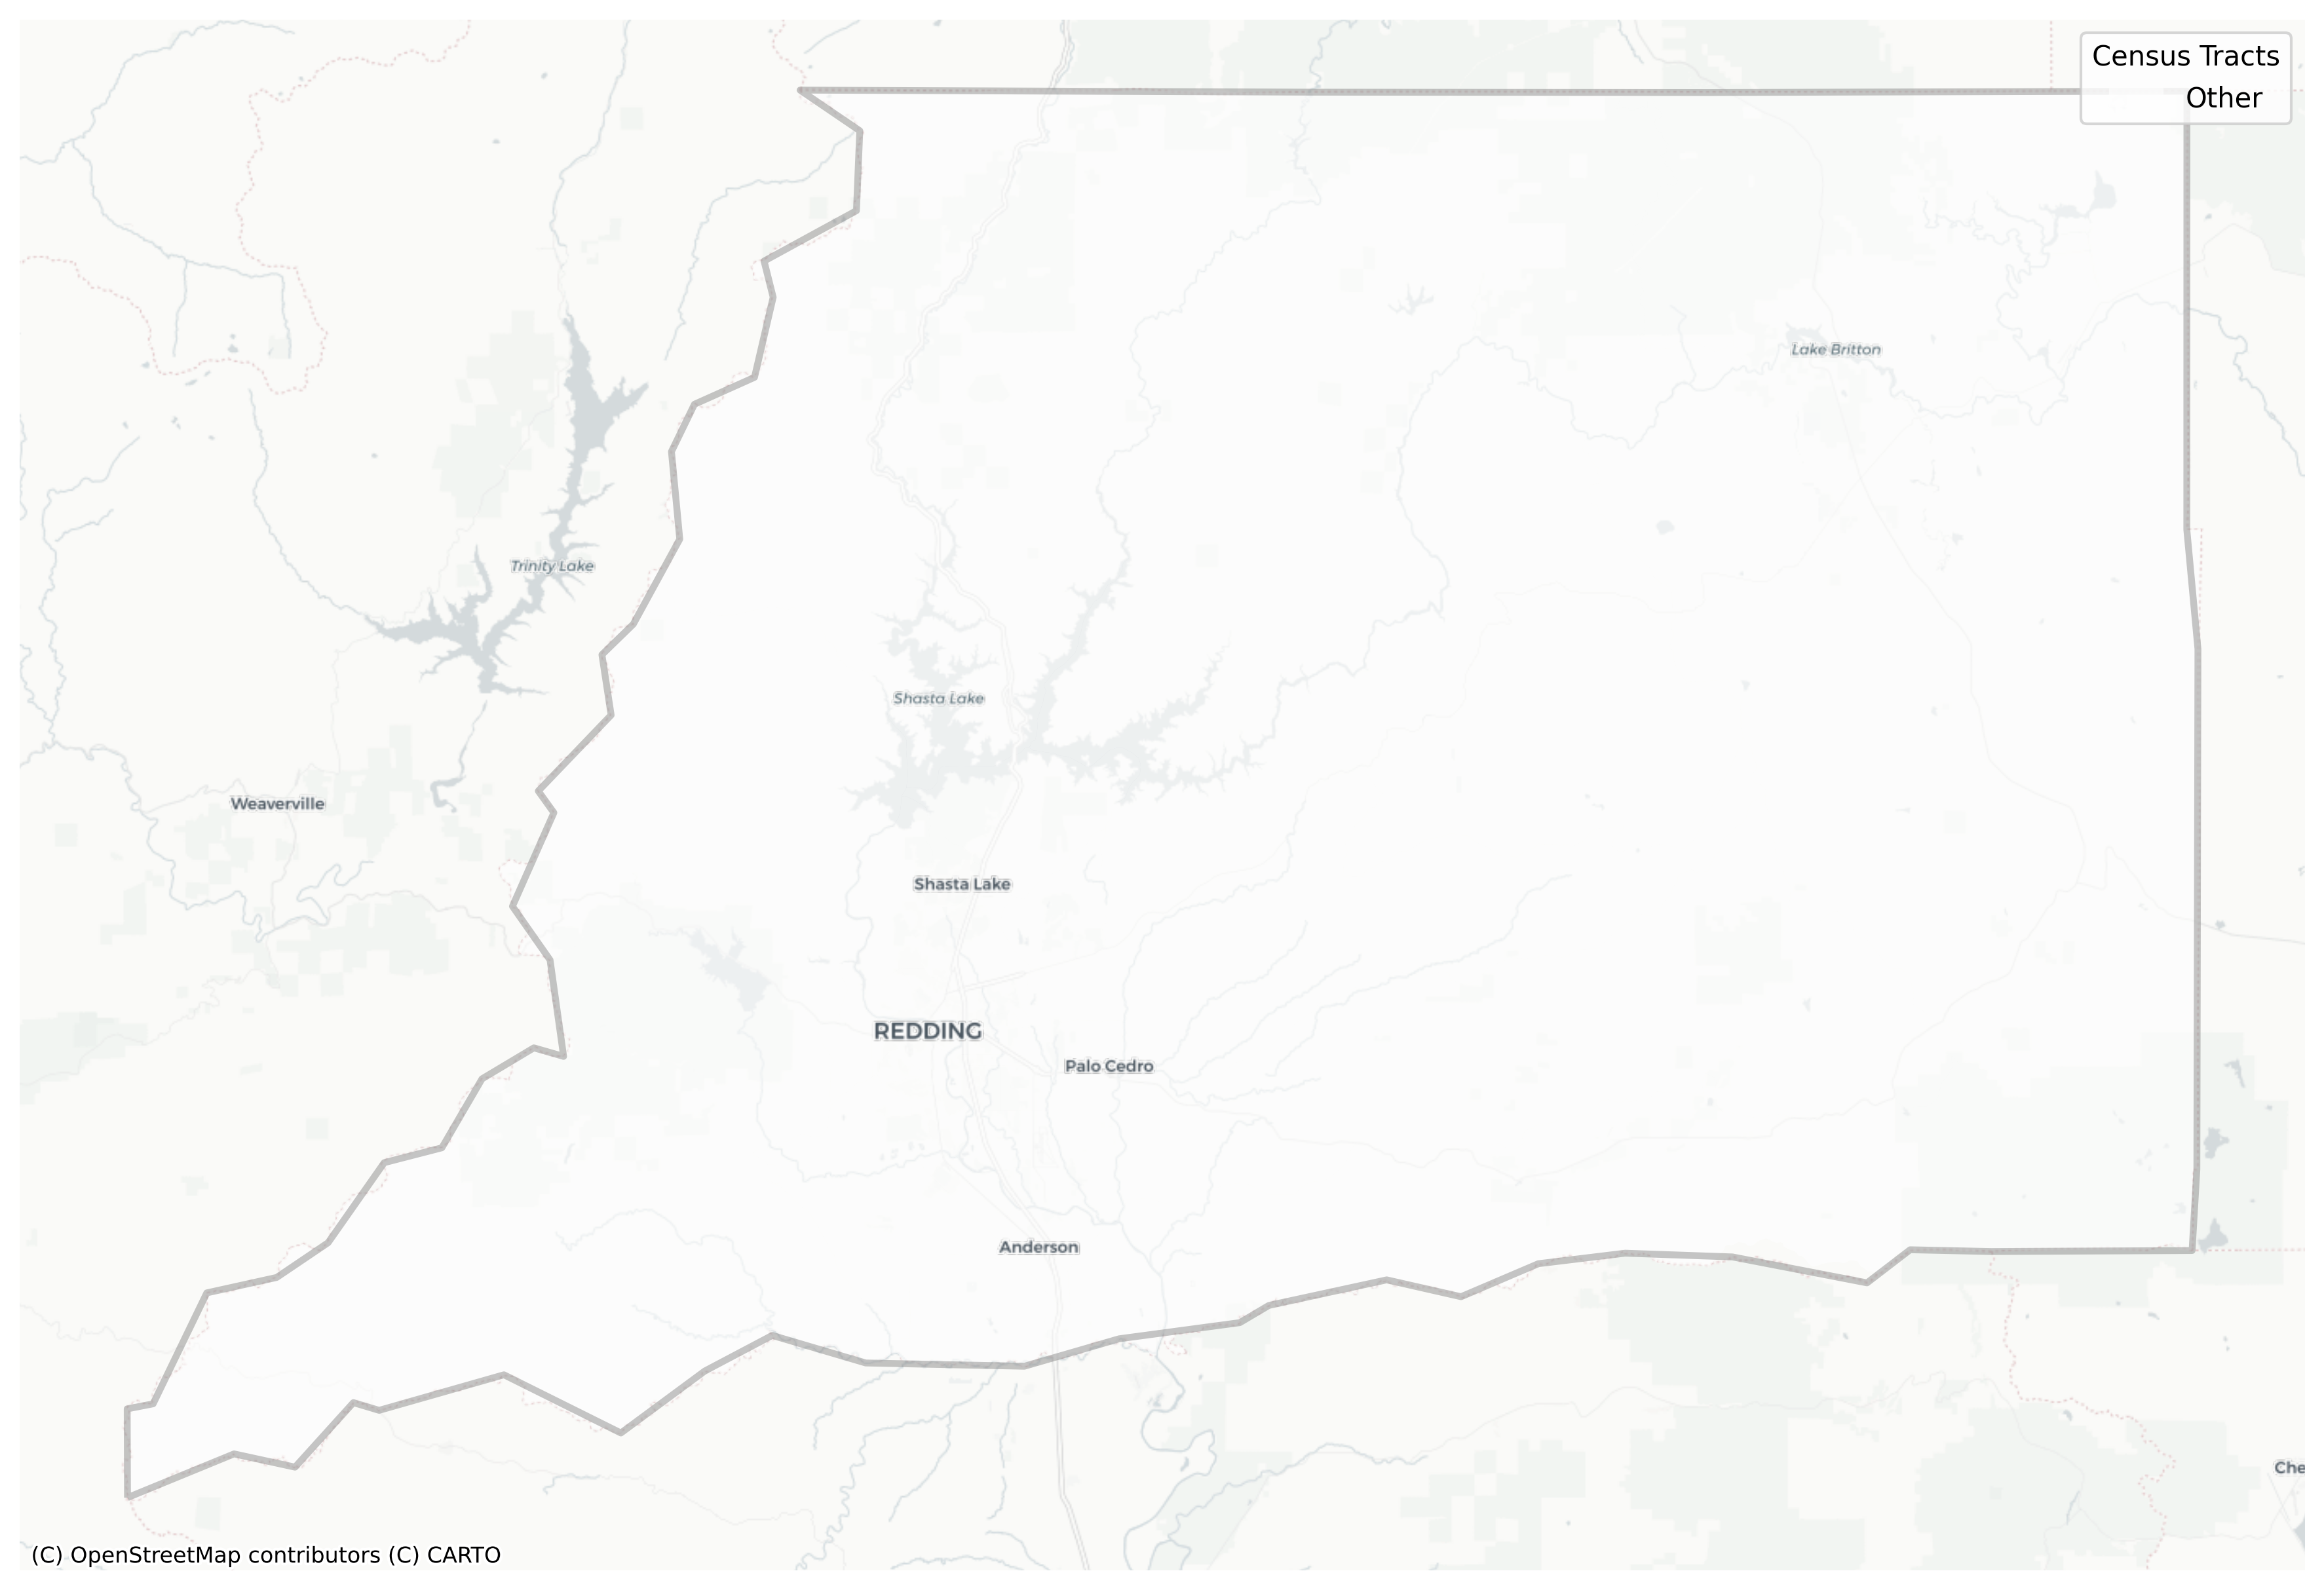 Census Tracts
Other
Lake Britton
Trinity Lake
Shasta Lake
Weaverville
Shasta Lake
REDDING
Palo Cedro
Anderson
Che
(C) OpenStreetMap contributors (C) CARTO